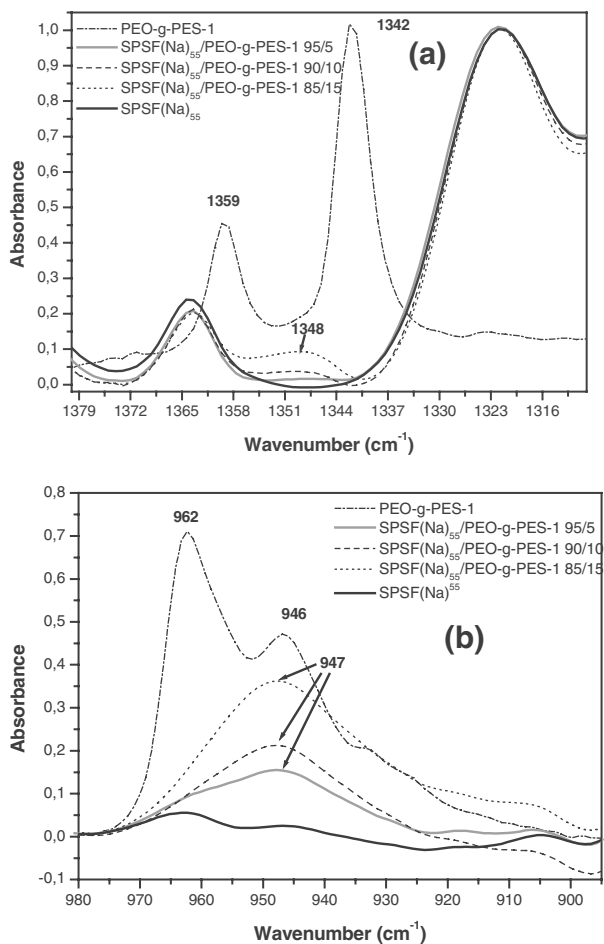 PEO-g-PES-1
SPSF(Na)55/PEO-g-PES-1 95/5
SPSF(Na)55/PEO-g-PES-1 90/10
SPSF(Na)55/PEO-g-PES-1 85/15
SPSF(Na)55
1342
(a)
1359
1348
Absorbance
1,0
0,9
0,8
0,7
0,6
0,5
0,4
0,3
0,2
0,1
0,0
1379 1372 1365 1358 1351 1344 1337 1330 1323 1316
Wavenumber (cm-1)
PEO-g-PES-1
SPSF(Na)55/PEO-g-PES-1 95/5
SPSF(Na)55/PEO-g-PES-1 90/10
SPSF(Na)55/PEO-g-PES-1 85/15
SPSF(Na)55
962
946
(b)
947
Absorbance
0,8
0,7
0,6
0,5
0,4
0,3
0,2
0,1
0,0
-0,1
980 970 960 950 940 930 920 910 900
Wavenumber (cm-1)